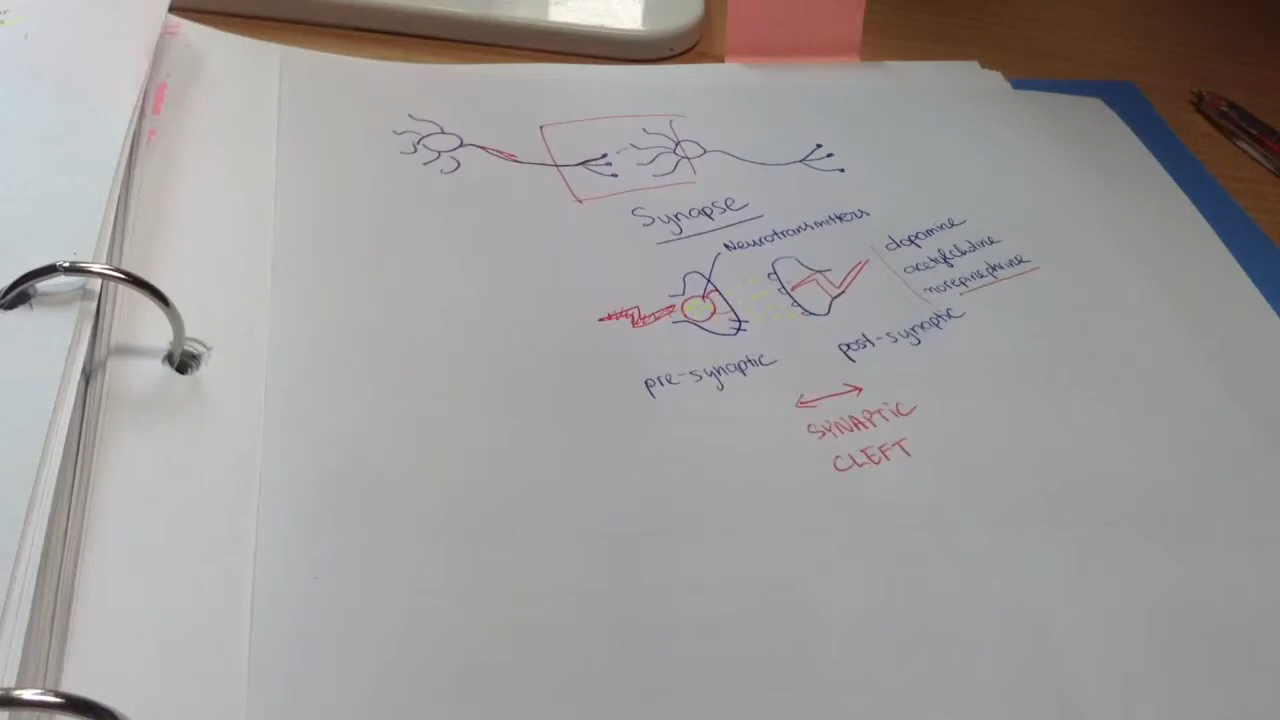 Synapse
Neurotransmitters
dopamine
acetylcholine
norepinephrine
pre-synaptic
post-synaptic
SYNAPTIC
CLEFT